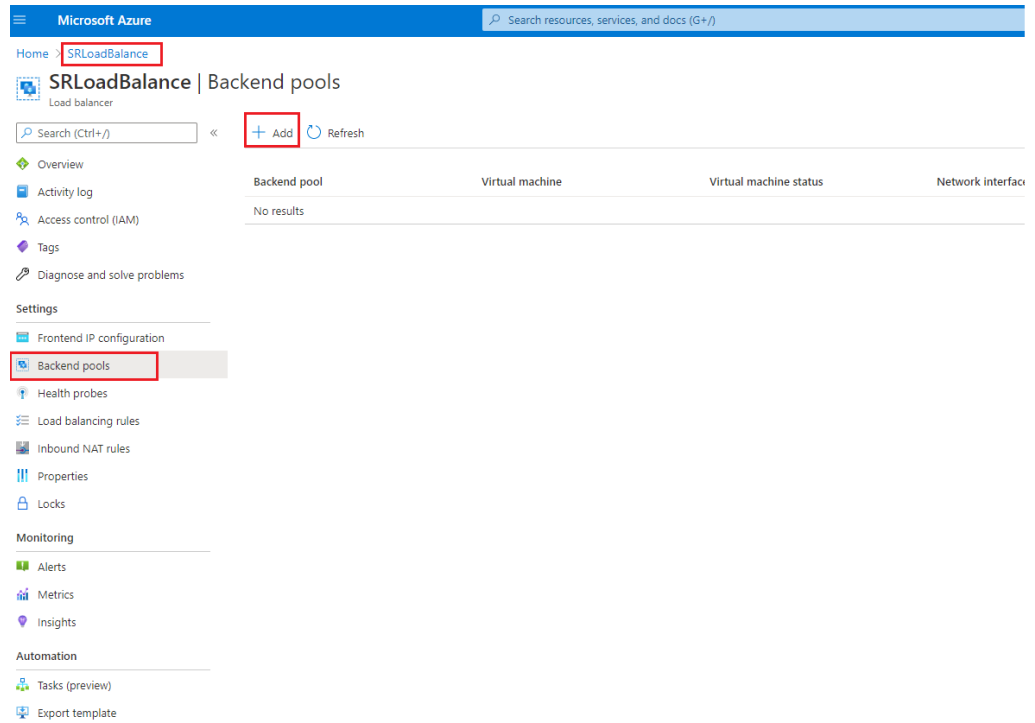 Microsoft Azure
Search resources, services, and docs (G+/)
Home > SRLoadBalance
SRLoadBalance | Backend pools
Load balancer
Search (Ctrl+/) «
+ Add Refresh
Overview
Activity log
Access control (IAM)
Tags
Diagnose and solve problems
Settings
Frontend IP configuration
Backend pools
Health probes
Load balancing rules
Inbound NAT rules
Properties
Locks
Monitoring
Alerts
Metrics
Insights
Automation
Tasks (preview)
Export template
Backend pool Virtual machine Virtual machine status Network interface
No results